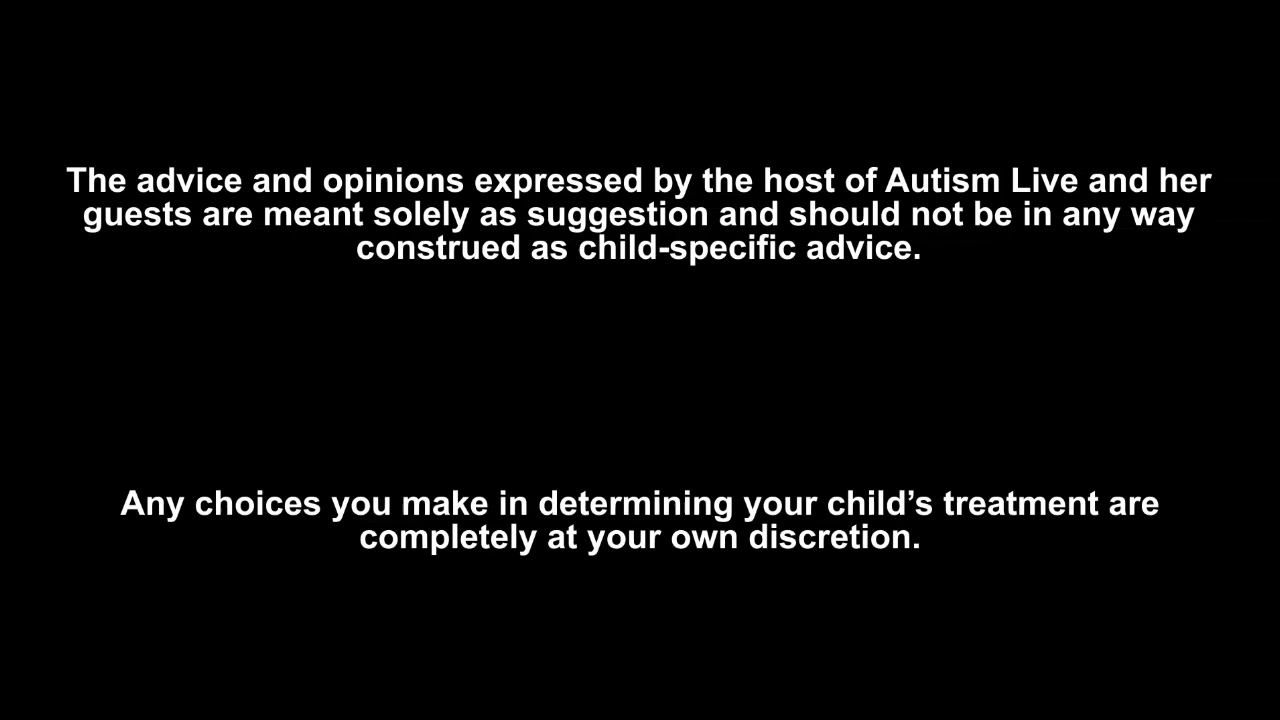 The advice and opinions expressed by the host of Autism Live and her
guests are meant solely as suggestion and should not be in any way
construed as child-specific advice.
Any choices you make in determining your child’s treatment are
completely at your own discretion.